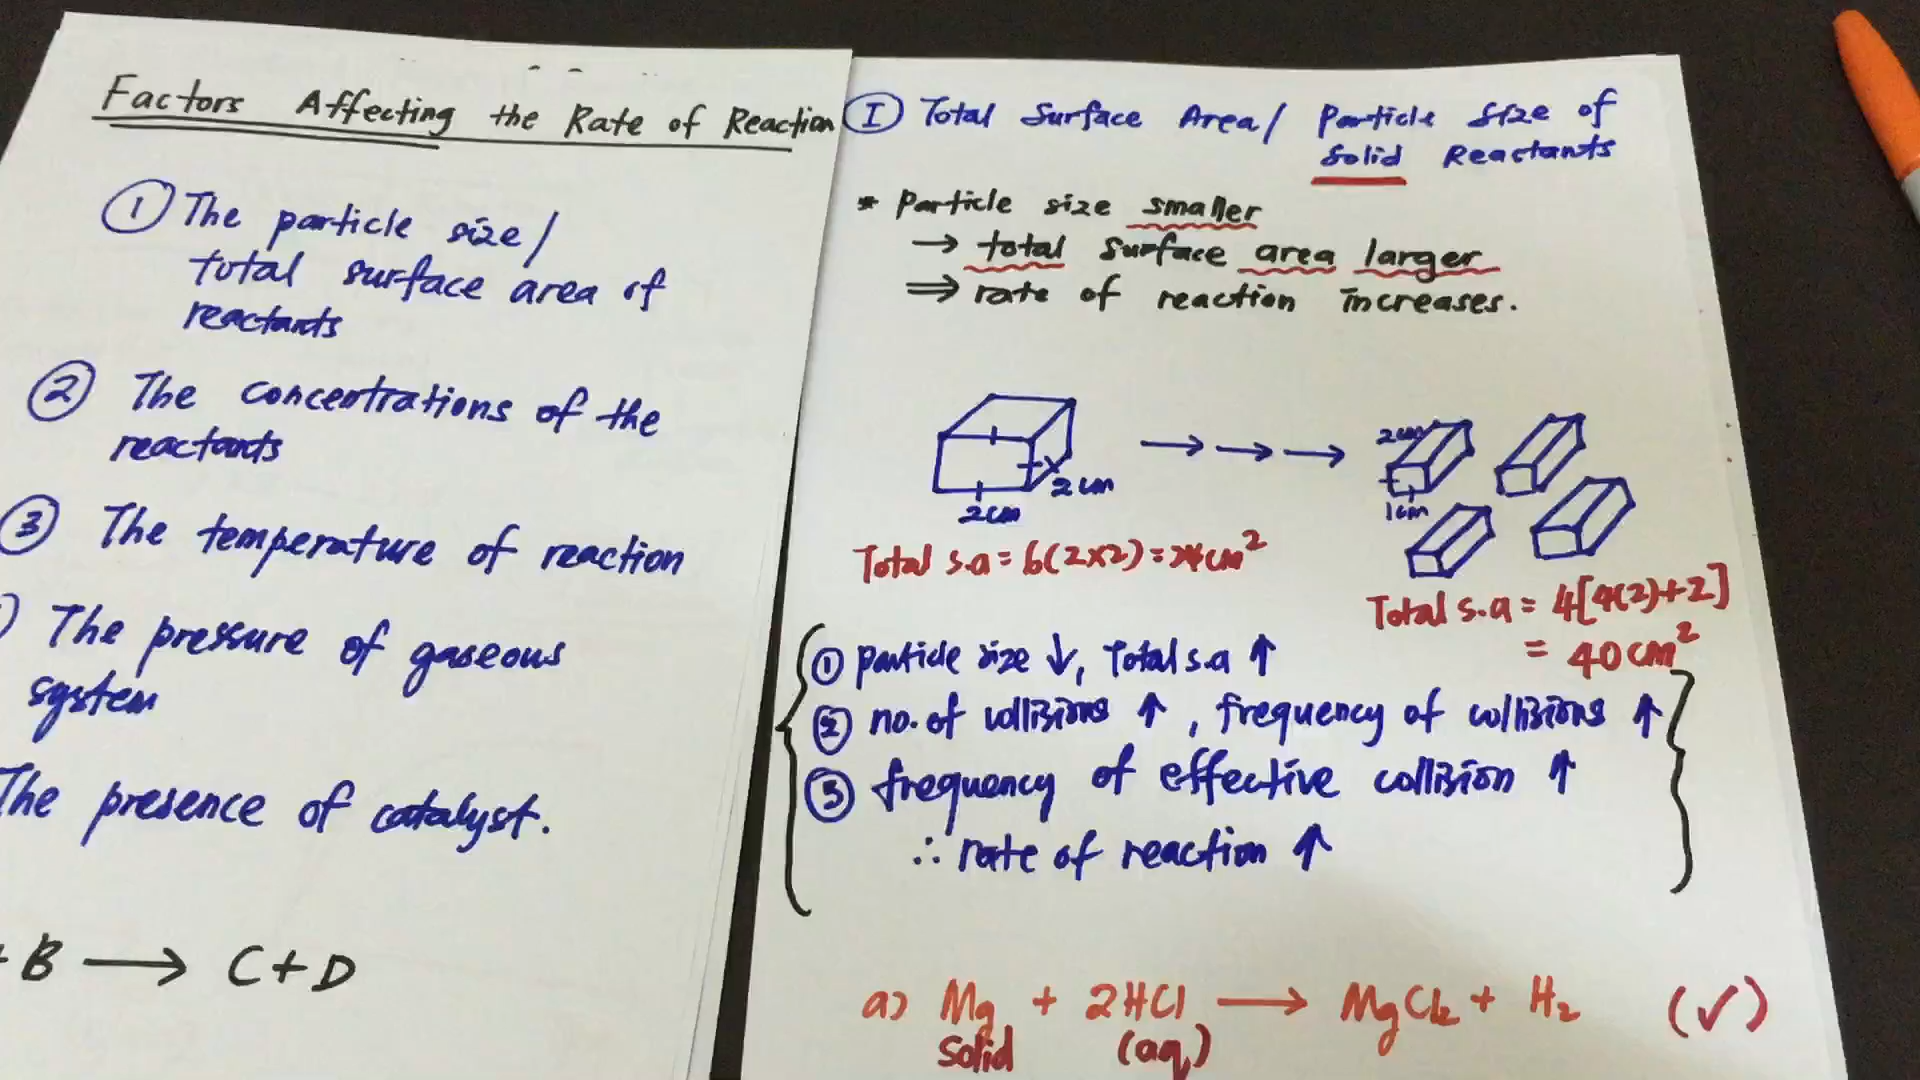 Factors Affecting the Rate of Reaction
① The particle size/
total surface area of
reactants
② The concentrations of the
reactants
③ The temperature of reaction
) The pressure of gaseous
system
The presence of catalyst.
+ B → C + D
Ⓘ Total Surface Area/ Particle Size of
Solid Reactants
* Particle size smaller
→ total surface area larger
⇒ rate of reaction increases.
2cm
2cm
→ → →
2cm
1cm
Total s.a = 6(2×2) = 24cm²
Total s.a = 4[4(2)+2]
= 40cm²
① particle size ↓, Total s.a ↑
② no. of collisions ↑, frequency of collisions ↑
③ frequency of effective collision ↑
∴ rate of reaction ↑
a) Mg + 2HCl → MgCl₂ + H₂ (✓)
solid (aq)